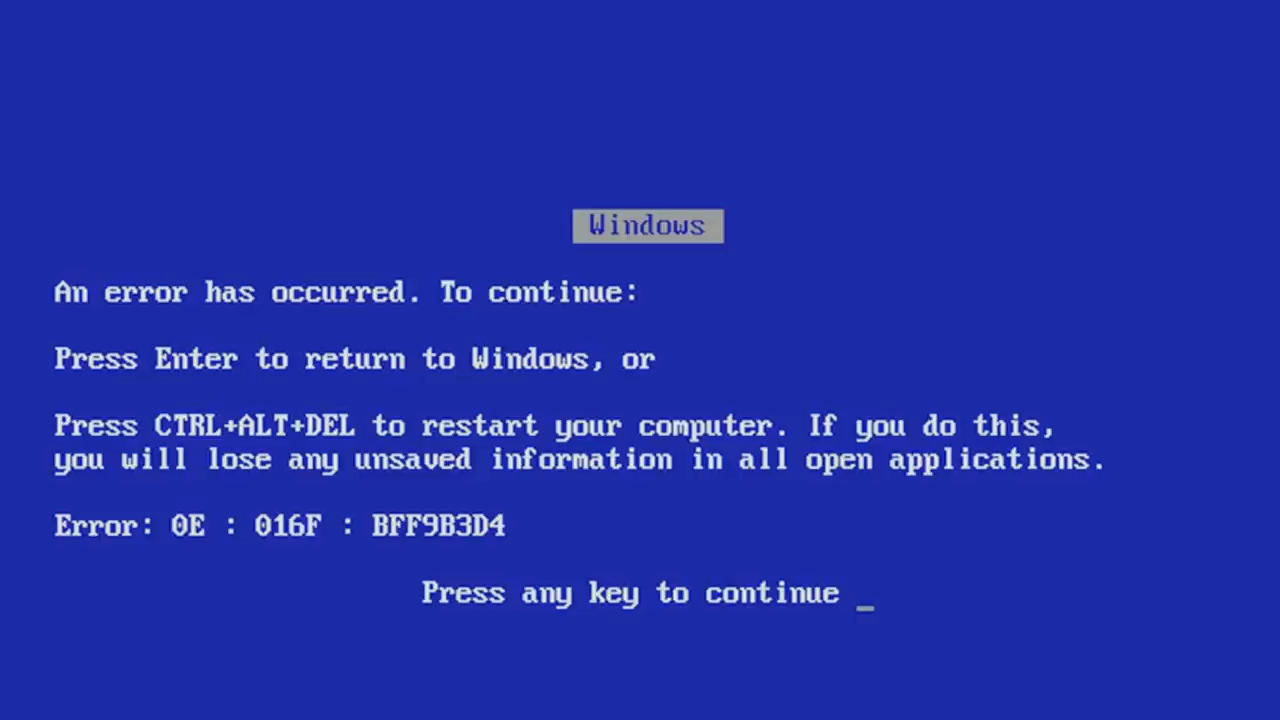 Windows
An error has occurred. To continue:
Press Enter to return to Windows, or
Press CTRL+ALT+DEL to restart your computer. If you do this,
you will lose any unsaved information in all open applications.
Error: 0E : 016F : BFF9B3D4
Press any key to continue _